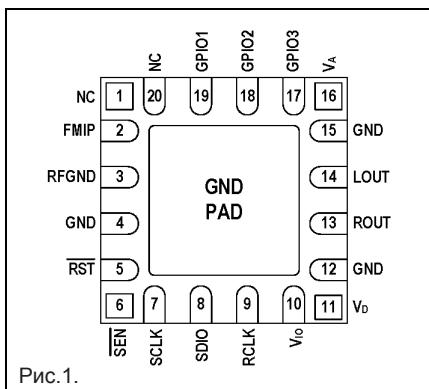 NC
GPIO1
GPIO2
GPIO3
VA
NC 1 20 19 18 17 16
FMIP 2 15 GND
RFGND 3 14 LOUT
GND
PAD
GND 4 13 ROUT
RST 5 12 GND
6 7 8 9 10 11 VD
SEN
SCLK
SDIO
RCLK
VIO
Рис.1.